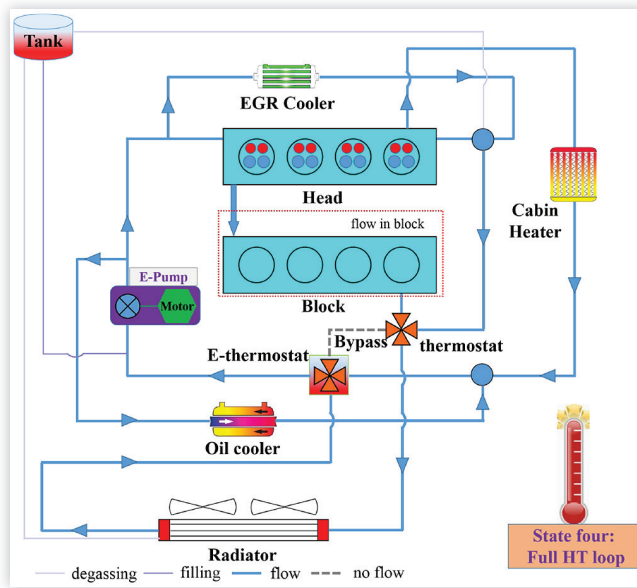 Tank
EGR Cooler
Head
Cabin
Heater
flow in block
E-Pump
Motor
Block
Bypass
thermostat
E-thermostat
Oil cooler
State four:
Full HT loop
Radiator
degassing
filling
flow
no flow